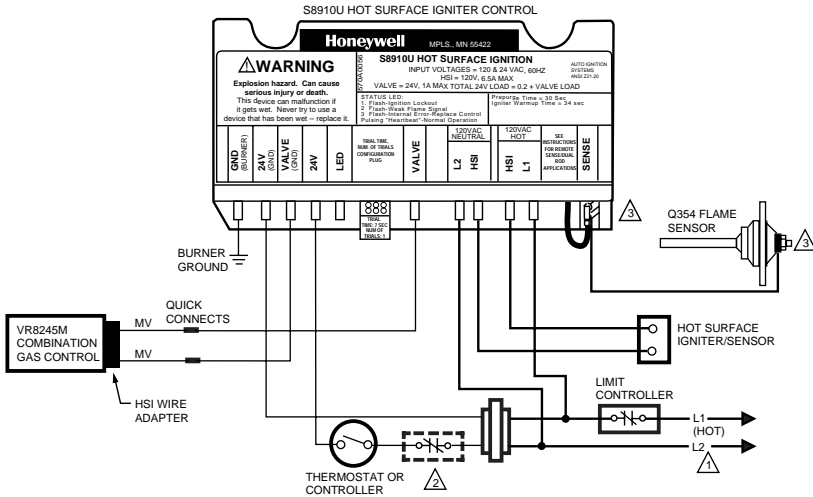 S8910U HOT SURFACE IGNITER CONTROL
Honeywell MPLS., MN 55422
WARNING
Explosion hazard. Can cause
serious injury or death.
This device can malfunction if
it gets wet. Never try to use a
device that has been wet -- replace it.
570A0056
S8910U HOT SURFACE IGNITION
INPUT VOLTAGES = 120 & 24 VAC, 60HZ
HSI = 120V, 6.5A MAX
VALVE = 24V, 1A MAX TOTAL 24V LOAD = 0.2 + VALVE LOAD
AUTO IGNITION
SYSTEMS
ANSI Z21.20
STATUS LED:
1. Flash-Ignition Lockout
2 Flash-Weak Flame Signal
3 Flash-Internal Error-Replace Control
Pulsing "Heartbeat"-Normal Operation
Prepurge Time = 30 Sec
Igniter Warmup Time = 34 sec
GND
(BURNER)
24V
(GND)
VALVE
(GND)
24V
LED
TRIAL TIME,
NUM. OF TRIALS
CONFIGURATION
PLUG
VALVE
120VAC
NEUTRAL
L2
HSI
120VAC
HOT
HSI
L1
SEE
INSTRUCTIONS
FOR REMOTE
SENSE/DUAL
ROD
APPLICATIONS
SENSE
TRIAL
TIME: 7 SEC
NUM OF
TRIALS: 1
3
Q354 FLAME
SENSOR
3
BURNER
GROUND
VR8245M
COMBINATION
GAS CONTROL
MV
MV
QUICK
CONNECTS
HSI WIRE
ADAPTER
HOT SURFACE
IGNITER/SENSOR
LIMIT
CONTROLLER
L1
(HOT)
L2
1
2
THERMOSTAT OR
CONTROLLER